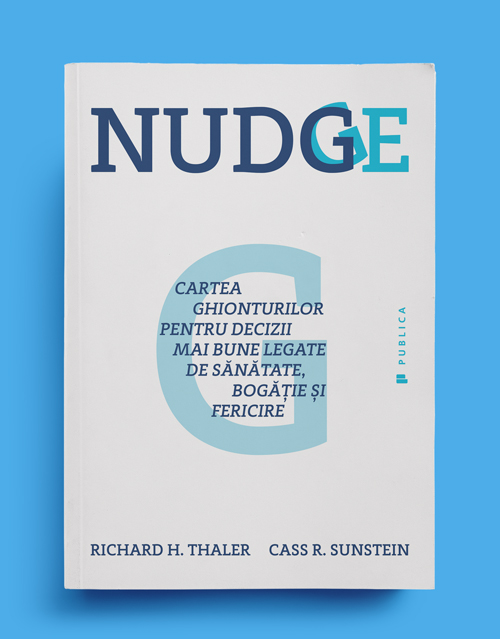 NUDGE
CARTEA
GHIONTURILOR
PENTRU DECIZII
MAI BUNE LEGATE
DE SĂNĂTATE,
BOGĂȚIE ȘI
FERICIRE
PUBLICA
RICHARD H. THALER CASS R. SUNSTEIN